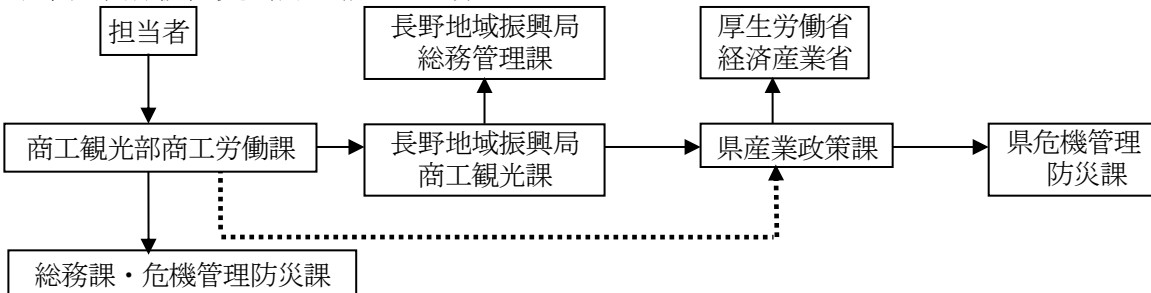 担当者
長野地域振興局
総務管理課
厚生労働省
経済産業省
商工観光部商工労働課
長野地域振興局
商工観光課
県産業政策課
県危機管理
防災課
総務課・危機管理防災課